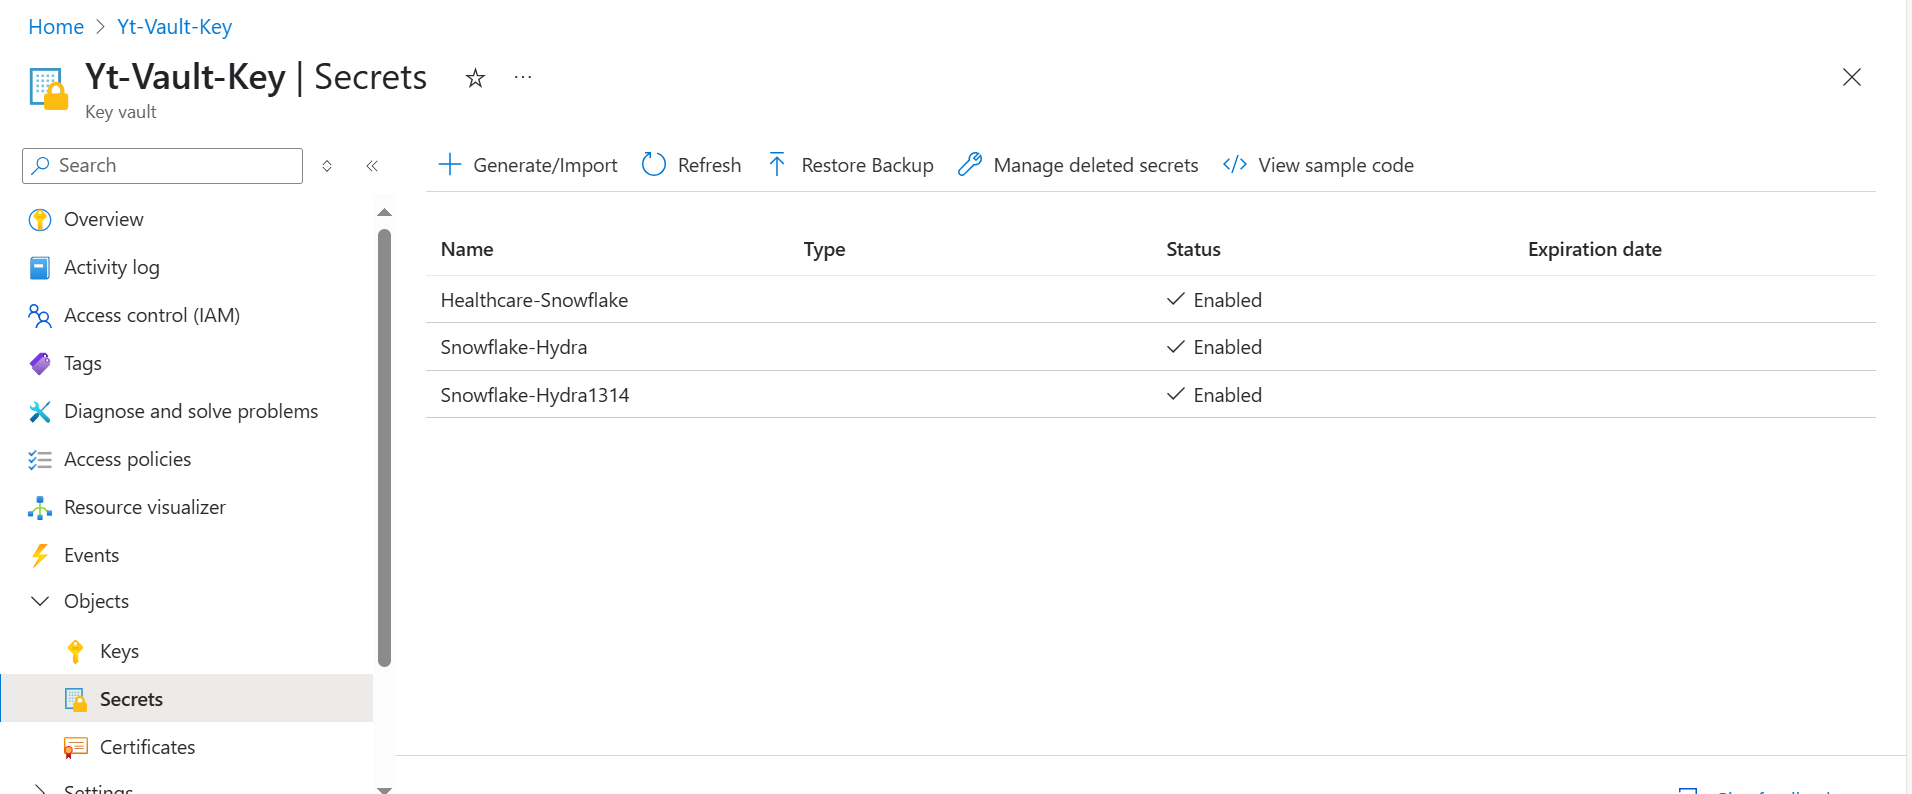 Home > Yt-Vault-Key
Yt-Vault-Key | Secrets
Key vault
Search
Generate/Import Refresh Restore Backup Manage deleted secrets View sample code
Overview
Activity log
Access control (IAM)
Tags
Diagnose and solve problems
Access policies
Resource visualizer
Events
Objects
Keys
Secrets
Certificates
Settings
Name Type Status Expiration date
Healthcare-Snowflake Enabled
Snowflake-Hydra Enabled
Snowflake-Hydra1314 Enabled